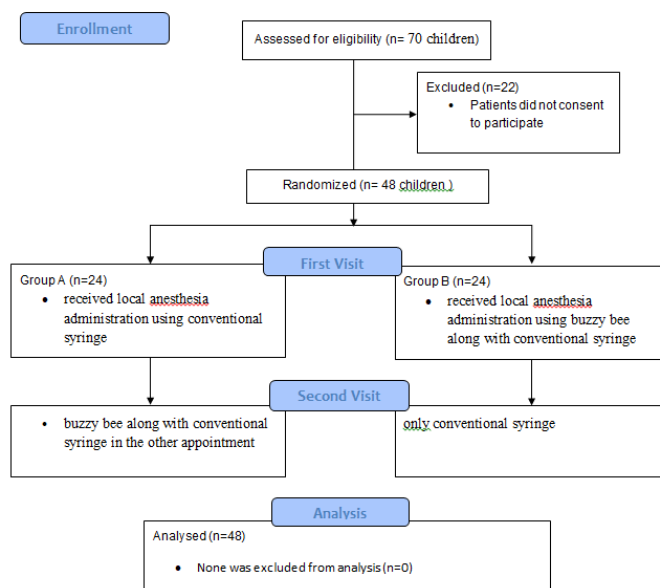 Enrollment
Assessed for eligibility (n= 70 children)
Excluded (n=22)
• Patients did not consent
to participate
Randomized (n= 48 children )
First Visit
Group A (n=24)
• received local anesthesia
administration using conventional
syringe
Group B (n=24)
• received local anesthesia
administration using buzzy bee
along with conventional syringe
Second Visit
• buzzy bee along with conventional
syringe in the other appointment
only conventional syringe
Analysis
Analysed (n=48)
• None was excluded from analysis (n=0)